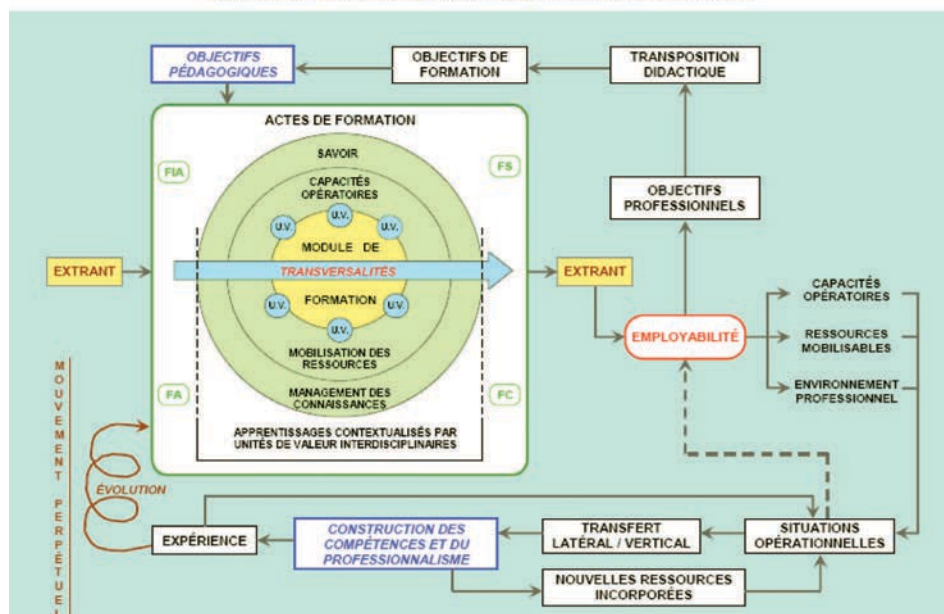 OBJECTIFS
PÉDAGOGIQUES
OBJECTIFS DE
FORMATION
TRANSPOSITION
DIDACTIQUE
ACTES DE FORMATION
SAVOIR
FIA
FS
CAPACITÉS
OPÉRATOIRES
OBJECTIFS
PROFESSIONNELS
U.V.
U.V.
U.V.
MODULE DE
EXTRANT
TRANSVERSALITÉS
EXTRANT
FORMATION
U.V.
U.V.
U.V.
CAPACITÉS
OPÉRATOIRES
EMPLOYABILITÉ
RESSOURCES
MOBILISABLES
MOBILISATION DES
RESSOURCES
ENVIRONNEMENT
PROFESSIONNEL
FA
MANAGEMENT DES
CONNAISSANCES
FC
APPRENTISSAGES CONTEXTUALISÉS PAR
UNITÉS DE VALEUR INTERDISCIPLINAIRES
MOUVEMENT PERPÉTUEL
ÉVOLUTION
EXPÉRIENCE
CONSTRUCTION DES
COMPÉTENCES ET DU
PROFESSIONNALISME
TRANSFERT
LATÉRAL / VERTICAL
SITUATIONS
OPÉRATIONNELLES
NOUVELLES RESSOURCES
INCORPORÉES